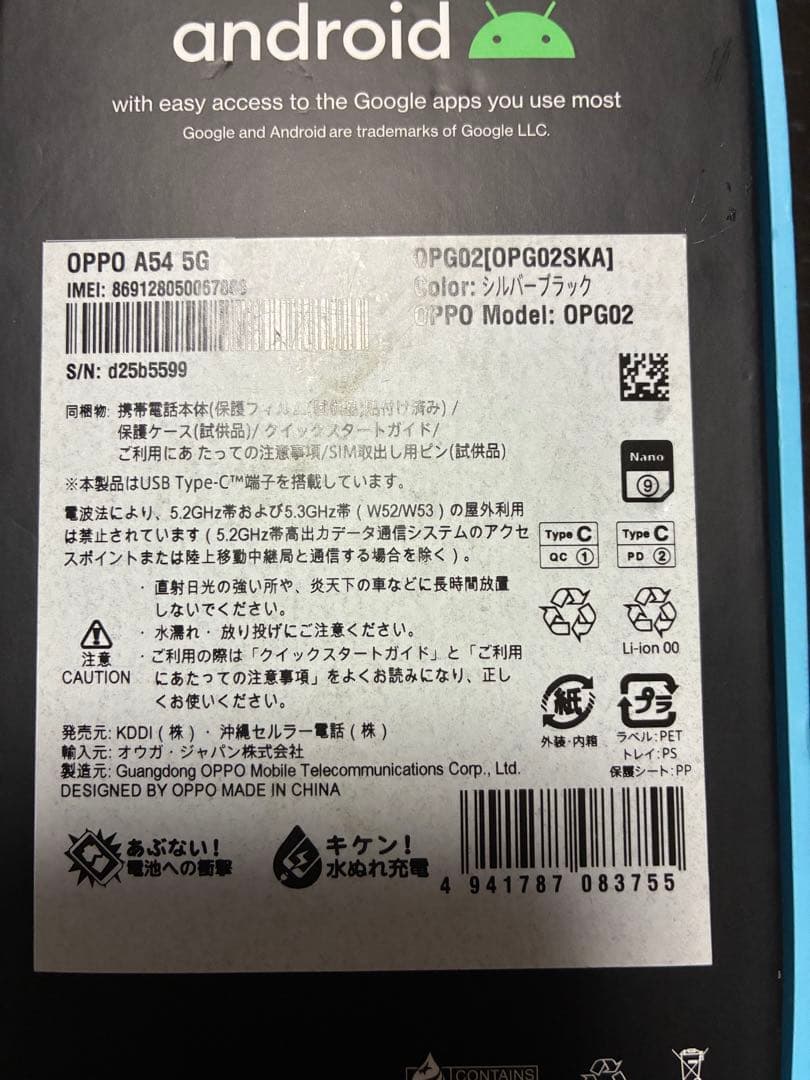 android
with easy access to the Google apps you use most
Google and Android are trademarks of Google LLC.
OPPO A54 5G
OPG02[OPG02SKA]
IMEI:
Color: シルバーブラック
OPPO Model: OPG02
S/N: d25b5599
同梱物: 携帯電話本体(保護フィルム(試供品)貼付け済み) /
保護ケース(試供品)/ クイックスタートガイド/
ご利用にあたっての注意事項/SIM取出し用ピン(試供品)
Nano
⑨
※本製品はUSB Type-C™端子を搭載しています。
電波法により、5.2GHz帯および5.3GHz帯 ( W52/W53 ) の屋外利用
は禁止されています ( 5.2GHz帯高出力データ通信システムのアクセ
スポイントまたは陸上移動中継局と通信する場合を除く ) 。
Type C
QC ①
Type C
PD ②
・ 直射日光の強い所や、炎天下の車などに長時間放置
しないでください。
・ 水濡れ・ 放り投げにご注意ください。
・ご利用の際は「クイックスタートガイド」と「ご利用
にあたっての注意事項」をよくお読みになり、正し
くお使いください。
注意
CAUTION
Li-ion 00
紙
外装・内箱
プラ
ラベル:PET
トレイ:PS
保護シート:PP
発売元: KDDI ( 株 ) ・ 沖縄セルラー電話 ( 株 )
輸入元: オウガ・ジャパン株式会社
製造元: Guangdong OPPO Mobile Telecommunications Corp., Ltd.
DESIGNED BY OPPO MADE IN CHINA
あぶない!
電池への衝撃
キケン!
水ぬれ充電
4 941787 083755
CONTAINS